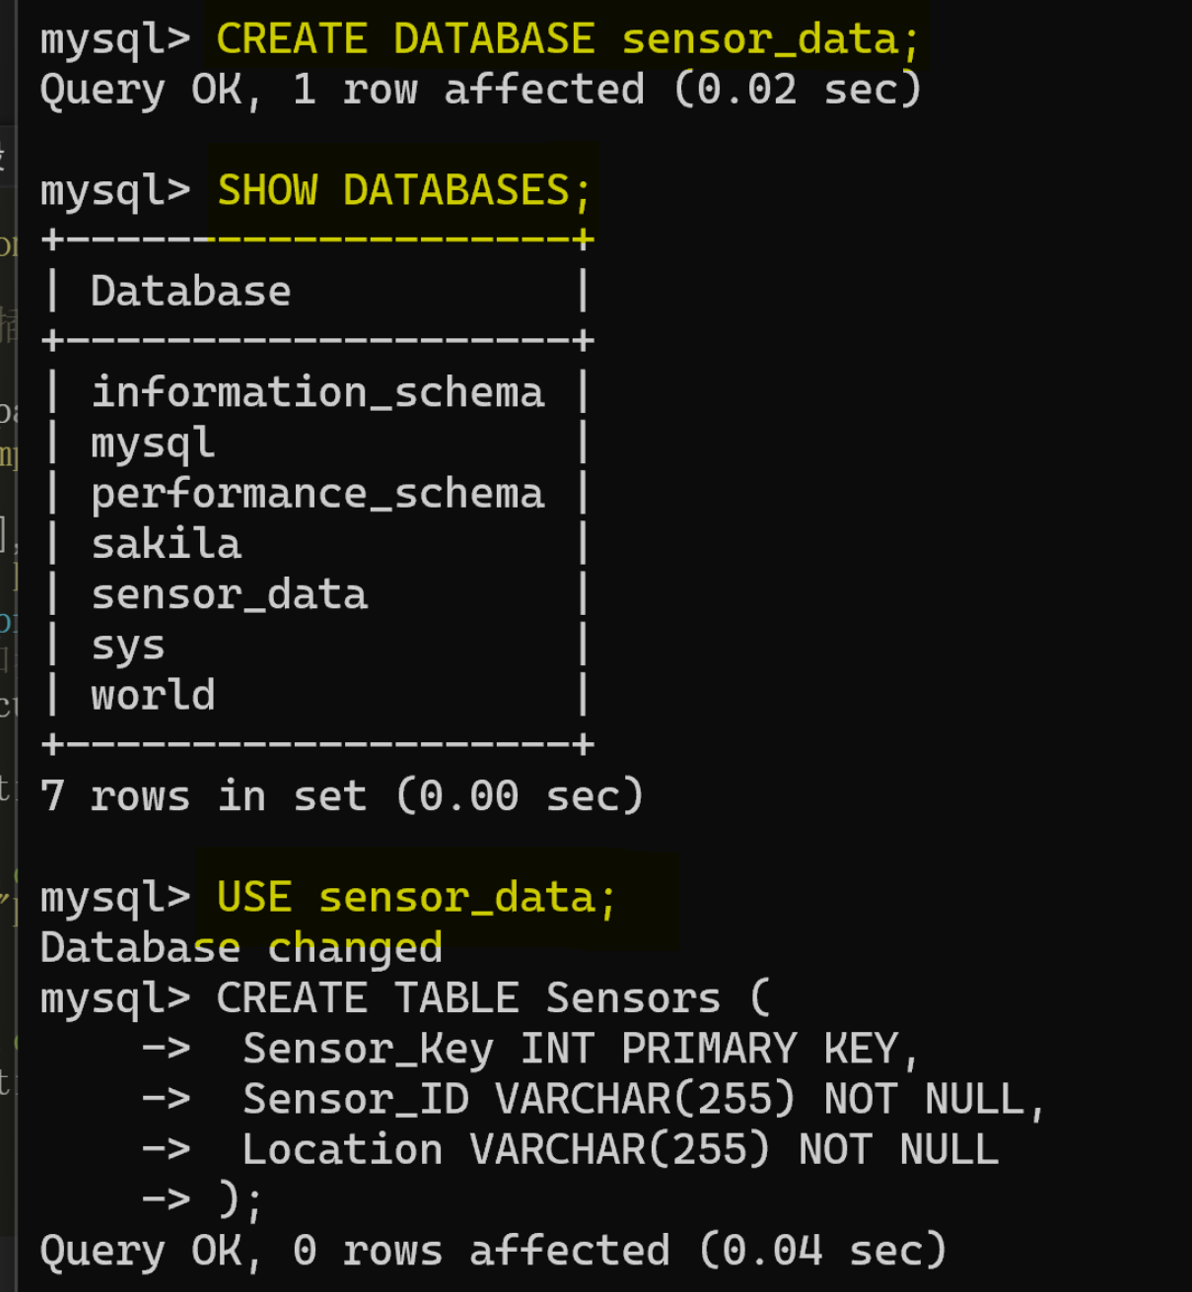 mysql> CREATE DATABASE sensor_data;
Query OK, 1 row affected (0.02 sec)

mysql> SHOW DATABASES;
+--------------------+
| Database           |
+--------------------+
| information_schema |
| mysql              |
| performance_schema |
| sakila             |
| sensor_data        |
| sys                |
| world              |
+--------------------+
7 rows in set (0.00 sec)

mysql> USE sensor_data;
Database changed
mysql> CREATE TABLE Sensors (
    ->  Sensor_Key INT PRIMARY KEY,
    ->  Sensor_ID VARCHAR(255) NOT NULL,
    ->  Location VARCHAR(255) NOT NULL
    -> );
Query OK, 0 rows affected (0.04 sec)